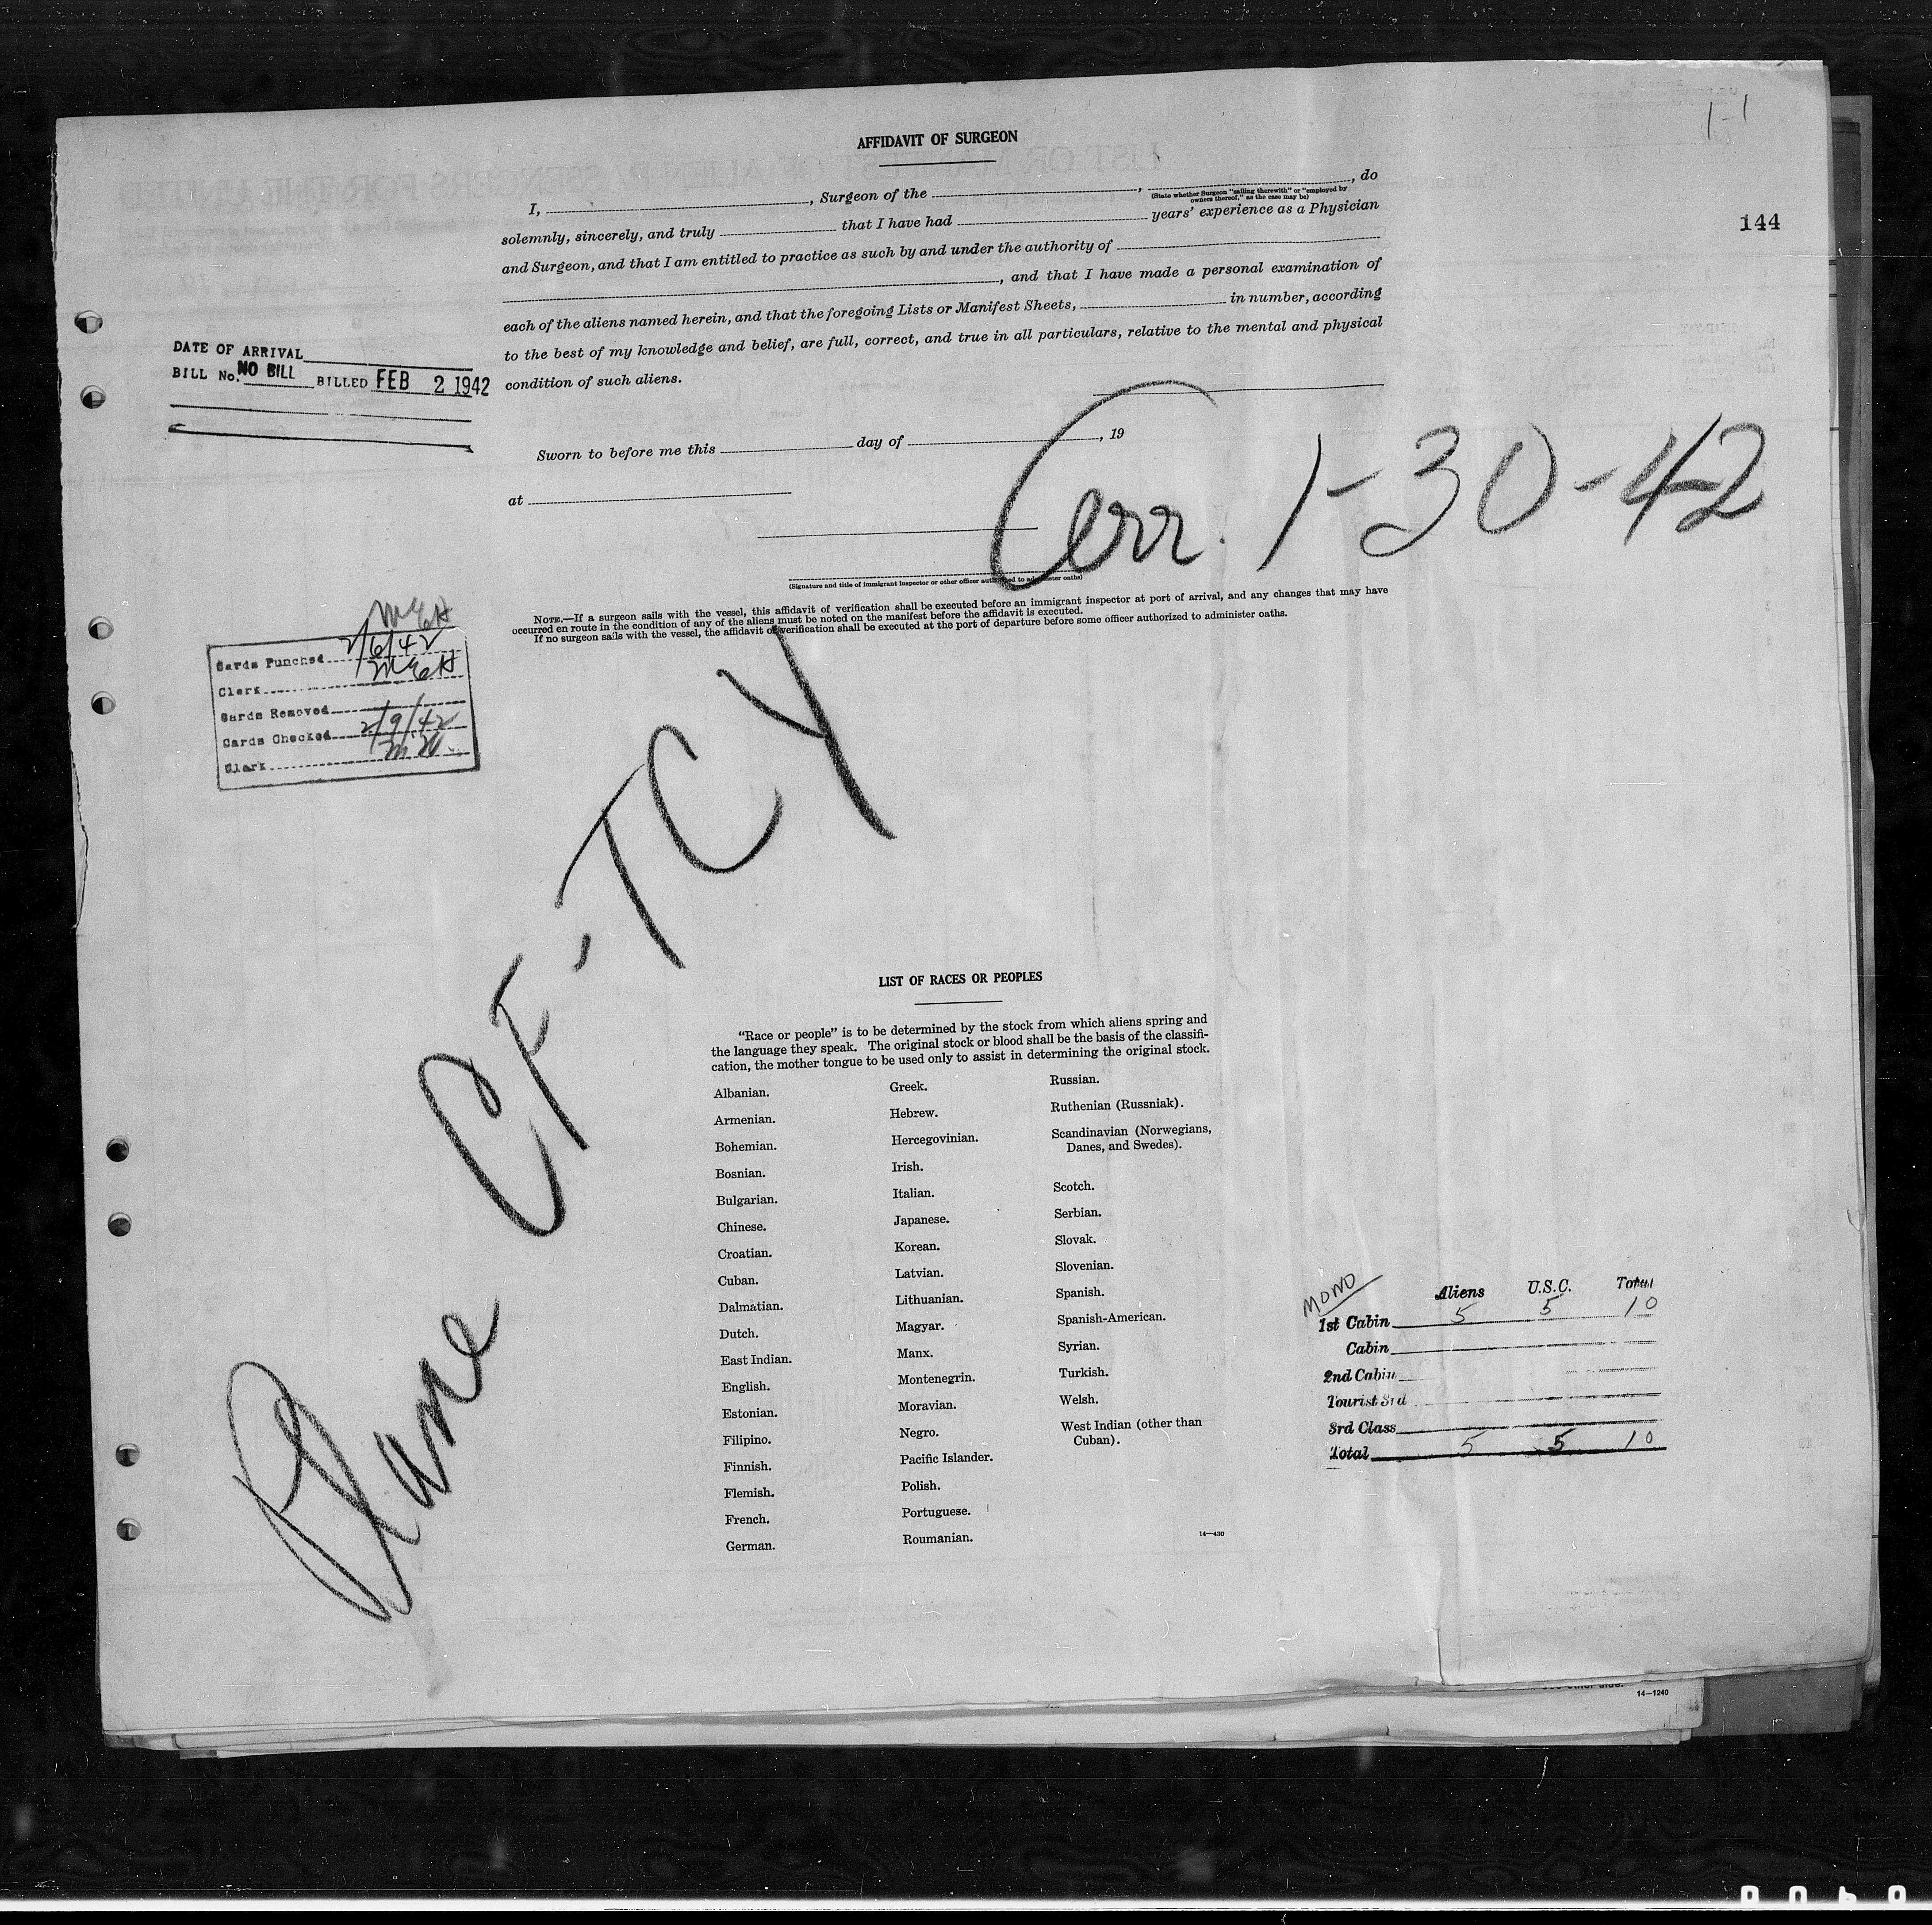 1-1
144
AFFIDAVIT OF SURGEON
I, , Surgeon of the , , do
(State whether Surgeon "sailing therewith" or "employed by
owners thereof," as the case may be)
solemnly, sincerely, and truly that I have had years' experience as a Physician
and Surgeon, and that I am entitled to practice as such by and under the authority of
, and that I have made a personal examination of
each of the aliens named herein, and that the foregoing Lists or Manifest Sheets, in number, according
to the best of my knowledge and belief, are full, correct, and true in all particulars, relative to the mental and physical
condition of such aliens.
DATE OF ARRIVAL
BILL No. NO BILL BILLED FEB 2 1942
Sworn to before me this day of , 19
at
Arr. 1-30-42
(Signature and title of immigrant inspector or other officer authorized to administer oaths)
NOTE.—If a surgeon sails with the vessel, this affidavit of verification shall be executed before an immigrant inspector at port of arrival, and any changes that may have
occurred en route in the condition of any of the aliens must be noted on the manifest before the affidavit is executed.
If no surgeon sails with the vessel, the affidavit of verification shall be executed at the port of departure before some officer authorized to administer oaths.
MEH
Cards Punched 2/6/42
Clerk MEH
Cards Removed
Cards Checked 2/9/42
Clerk
Plane CF-TCY
LIST OF RACES OR PEOPLES
"Race or people" is to be determined by the stock from which aliens spring and
the language they speak. The original stock or blood shall be the basis of the classifi-
cation, the mother tongue to be used only to assist in determining the original stock.
Albanian.
Armenian.
Bohemian.
Bosnian.
Bulgarian.
Chinese.
Croatian.
Cuban.
Dalmatian.
Dutch.
East Indian.
English.
Estonian.
Filipino.
Finnish.
Flemish.
French.
German.
Greek.
Hebrew.
Hercegovinian.
Irish.
Italian.
Japanese.
Korean.
Latvian.
Lithuanian.
Magyar.
Manx.
Montenegrin.
Moravian.
Negro.
Pacific Islander.
Polish.
Portuguese.
Roumanian.
Russian.
Ruthenian (Russniak).
Scandinavian (Norwegians,
Danes, and Swedes).
Scotch.
Serbian.
Slovak.
Slovenian.
Spanish.
Spanish-American.
Syrian.
Turkish.
Welsh.
West Indian (other than
Cuban).
14—430
MONO
Aliens U.S.C. Total
1st Cabin 5 5 10
Cabin
2nd Cabin
Tourist 3rd
3rd Class
Total 5 5 10
other side.
14—1240